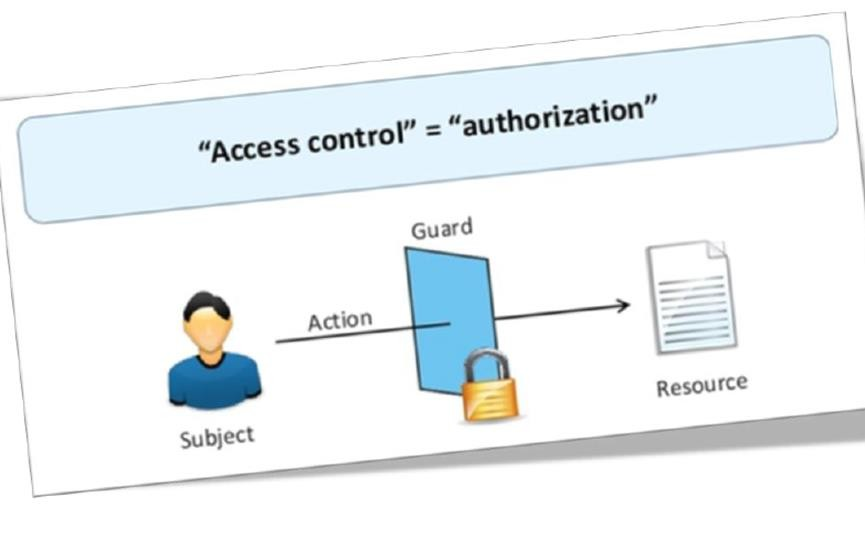 “Access control” = “authorization”
Guard
Action
Subject
Resource